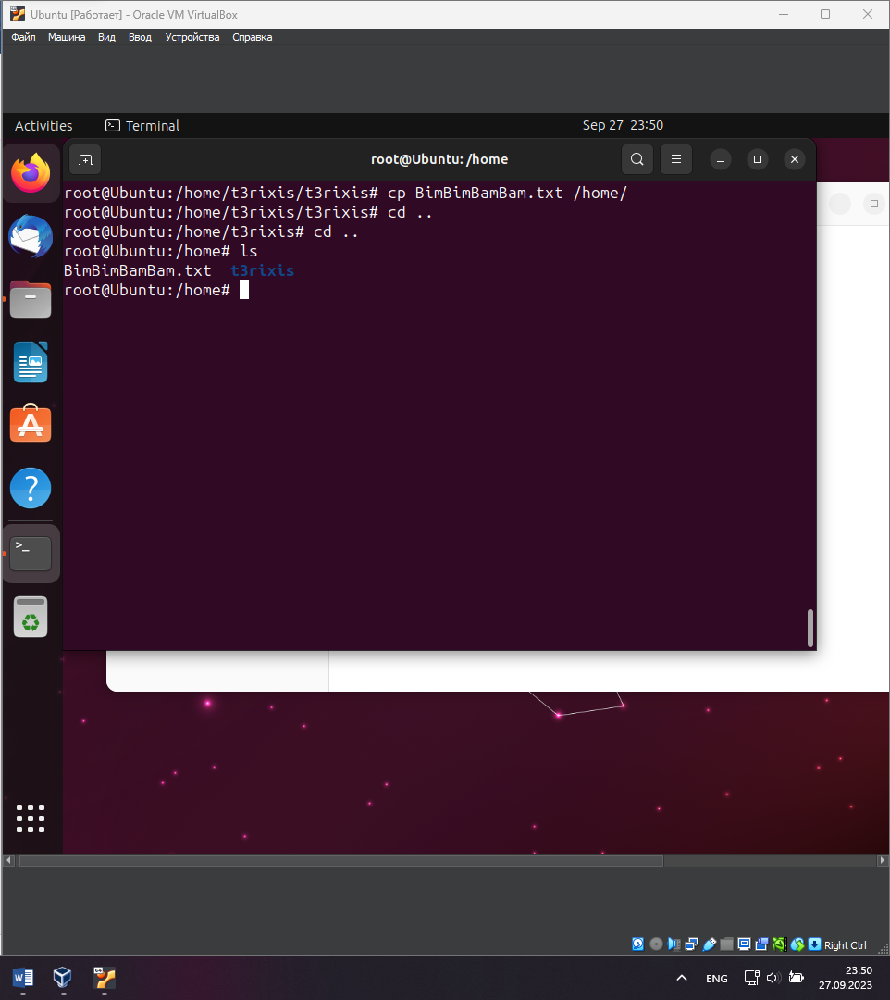 Ubuntu [Работает] - Oracle VM VirtualBox
Файл Машина Вид Ввод Устройства Справка
Activities Terminal Sep 27 23:50
root@Ubuntu: /home
root@Ubuntu:/home/t3rixis/t3rixis# cp BimBimBamBam.txt /home/
root@Ubuntu:/home/t3rixis/t3rixis# cd ..
root@Ubuntu:/home/t3rixis# cd ..
root@Ubuntu:/home# ls
BimBimBamBam.txt t3rixis
root@Ubuntu:/home#
Right Ctrl
ENG
23:50
27.09.2023